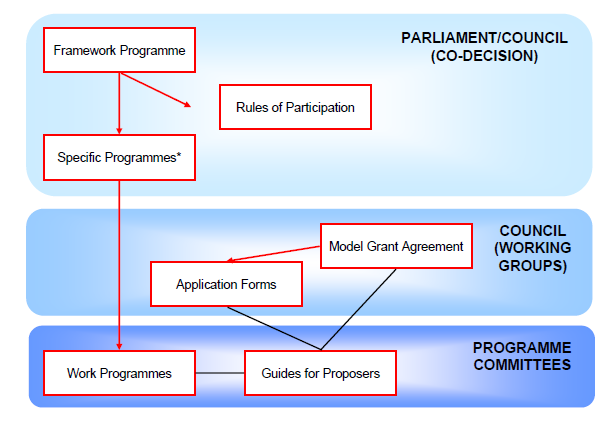 Framework Programme
PARLIAMENT/COUNCIL
(CO-DECISION)
Rules of Participation
Specific Programmes*
COUNCIL
(WORKING
GROUPS)
Model Grant Agreement
Application Forms
PROGRAMME
COMMITTEES
Work Programmes
Guides for Proposers